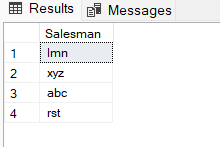 Results Messages
Salesman
1 lmn
2 xyz
3 abc
4 rst